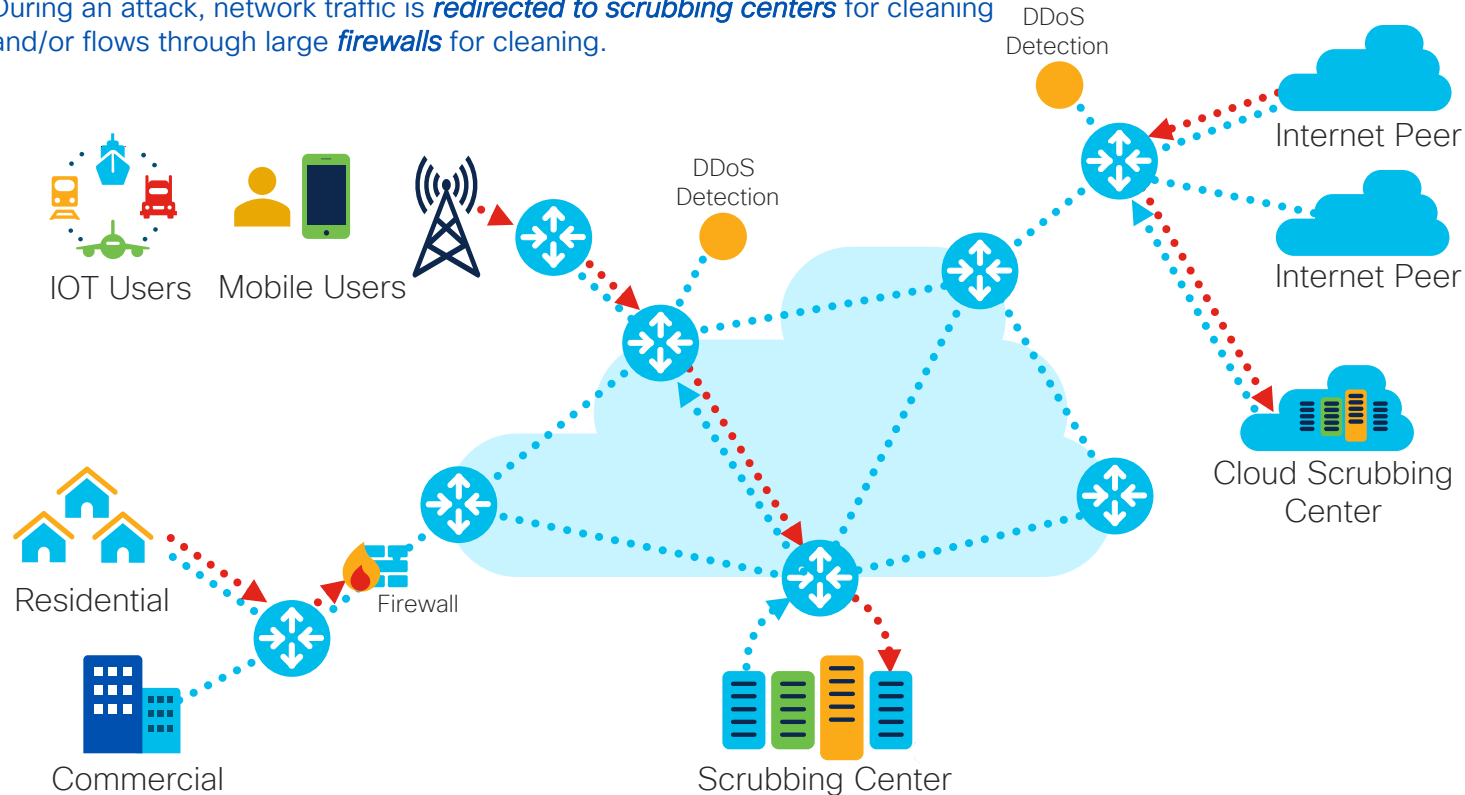 During an attack, network traffic is redirected to scrubbing centers for cleaning
and/or flows through large firewalls for cleaning.
DDoS
Detection
Internet Peer
DDoS
Detection
Internet Peer
IOT Users
Mobile Users
Cloud Scrubbing
Center
Residential
Firewall
Commercial
Scrubbing Center